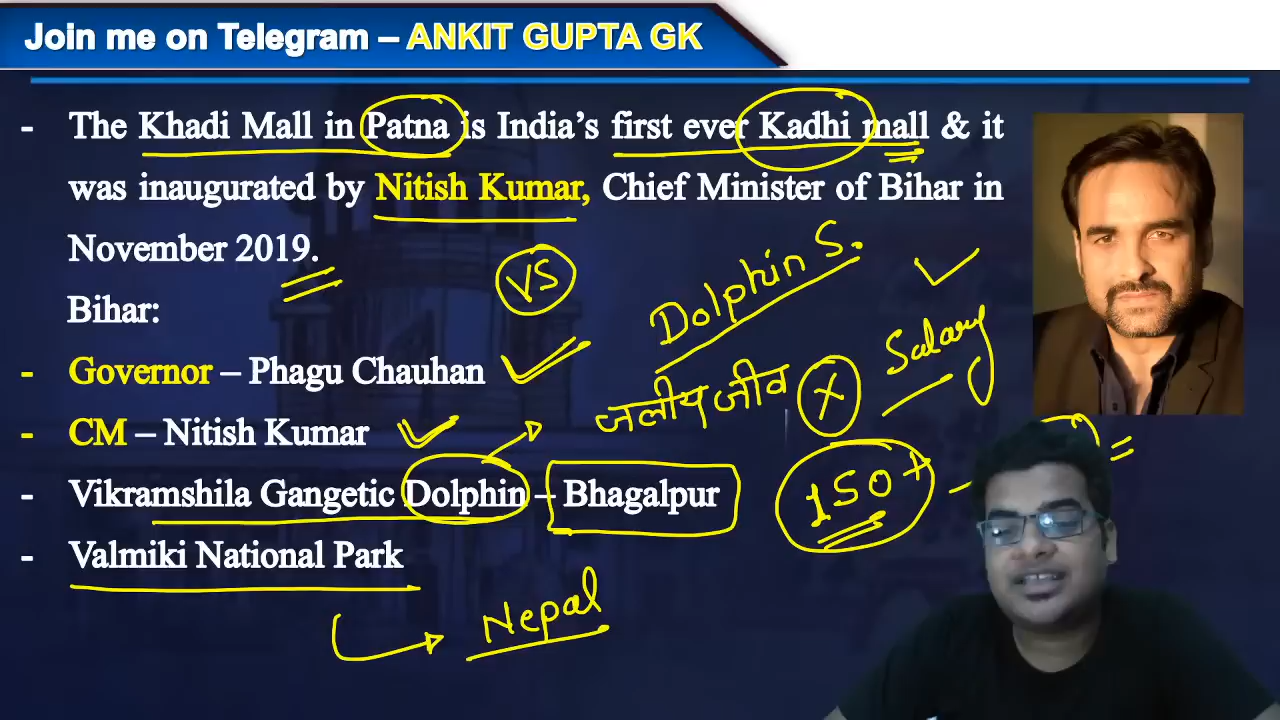 Join me on Telegram – ANKIT GUPTA GK
- The Khadi Mall in Patna is India's first ever Kadhi mall & it
was inaugurated by Nitish Kumar, Chief Minister of Bihar in
November 2019.
VS
Dolphin S.
Bihar:
Salary
- Governor – Phagu Chauhan
जलीय जीव X
- CM – Nitish Kumar
- Vikramshila Gangetic Dolphin – Bhagalpur
150+
- Valmiki National Park
Nepal